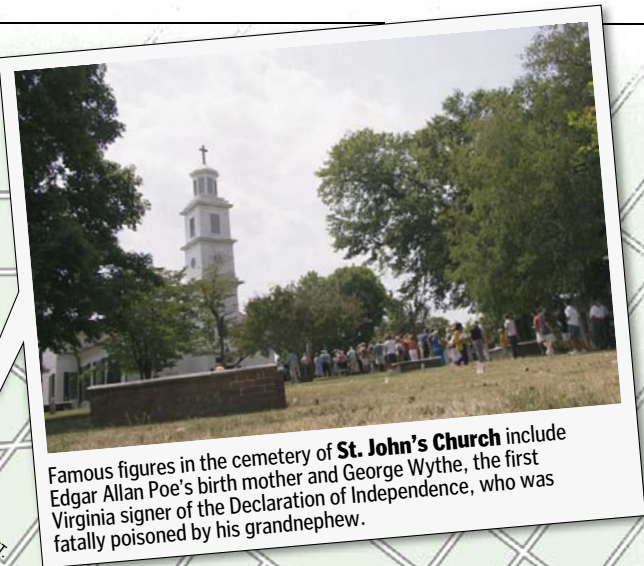 Famous figures in the cemetery of St. John's Church include
Edgar Allan Poe's birth mother and George Wythe, the first
Virginia signer of the Declaration of Independence, who was
fatally poisoned by his grandnephew.